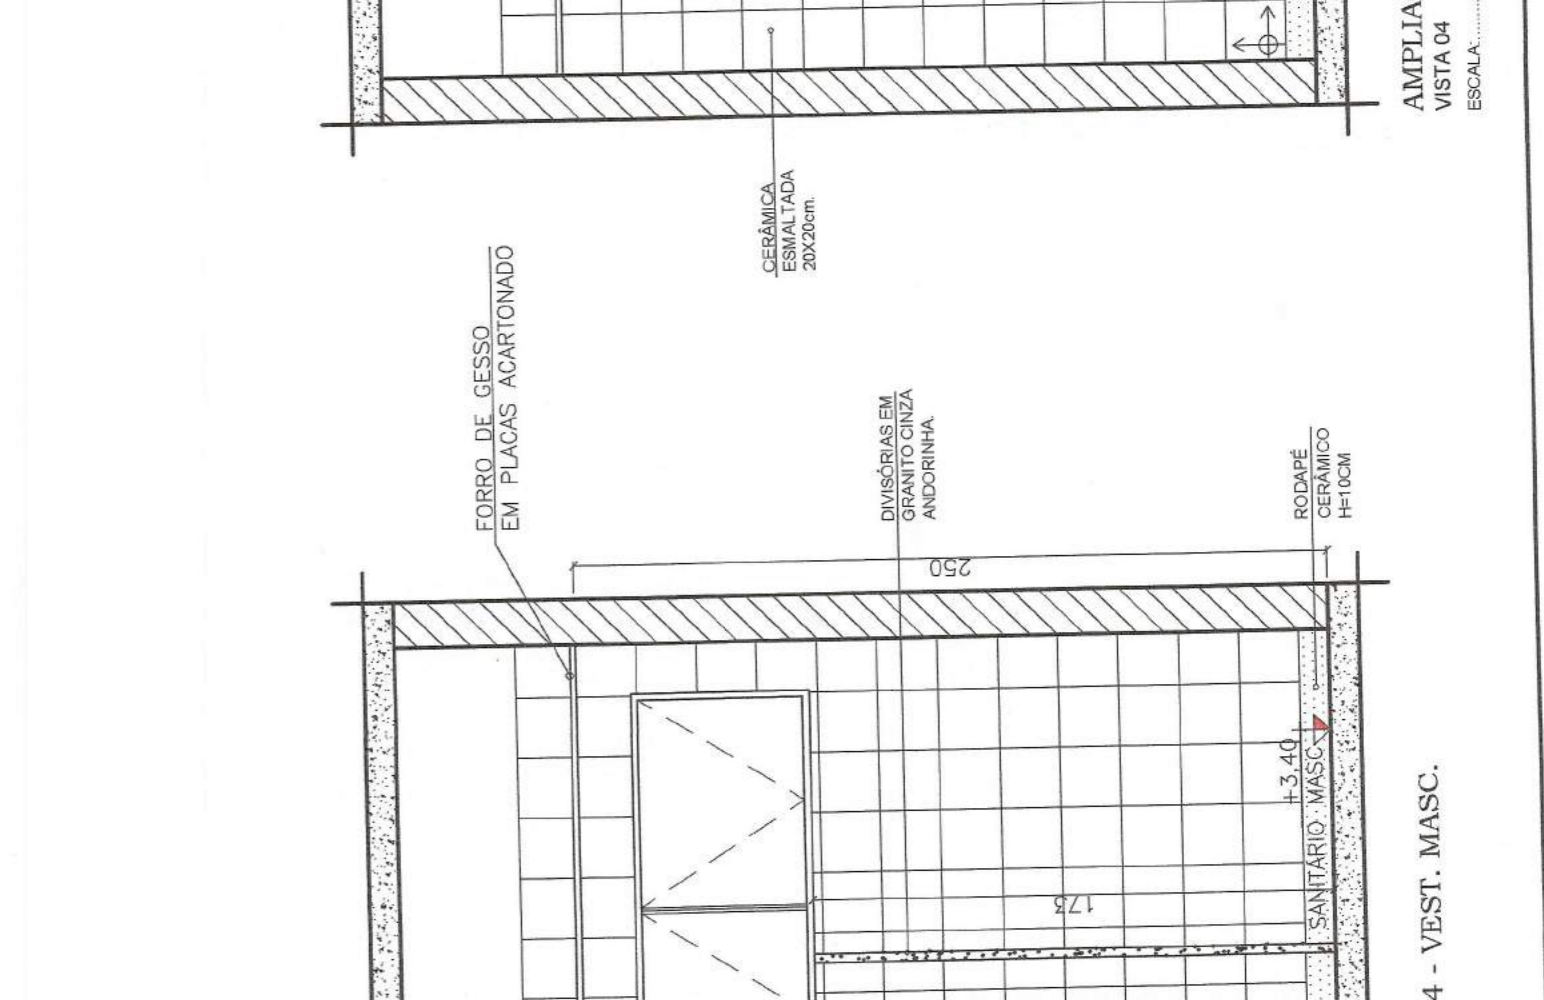 AMPLIA
VISTA 04
ESCALA:
CERÂMICA
ESMALTADA
20X20cm.
FORRO DE GESSO
EM PLACAS ACARTONADO
DIVISÓRIAS EM
GRANITO CINZA
ANDORINHA.
RODAPÉ
CERÂMICO
H=10CM
250
+3,40
SANITÁRIO MASC
173
4 - VEST. MASC.